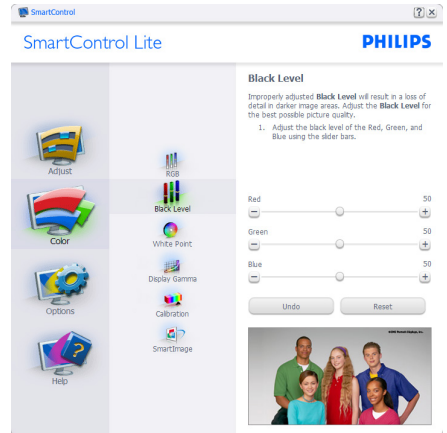 SmartControl
SmartControl Lite
PHILIPS
Adjust
Color
Options
Help
RGB
Black Level
White Point
Display Gamma
Calibration
SmartImage
Black Level
Improperly adjusted Black Level will result in a loss of
detail in darker image areas. Adjust the Black Level for
the best possible picture quality.
1. Adjust the black level of the Red, Green, and
Blue using the slider bars.
Red 50
Green 50
Blue 50
Undo Reset